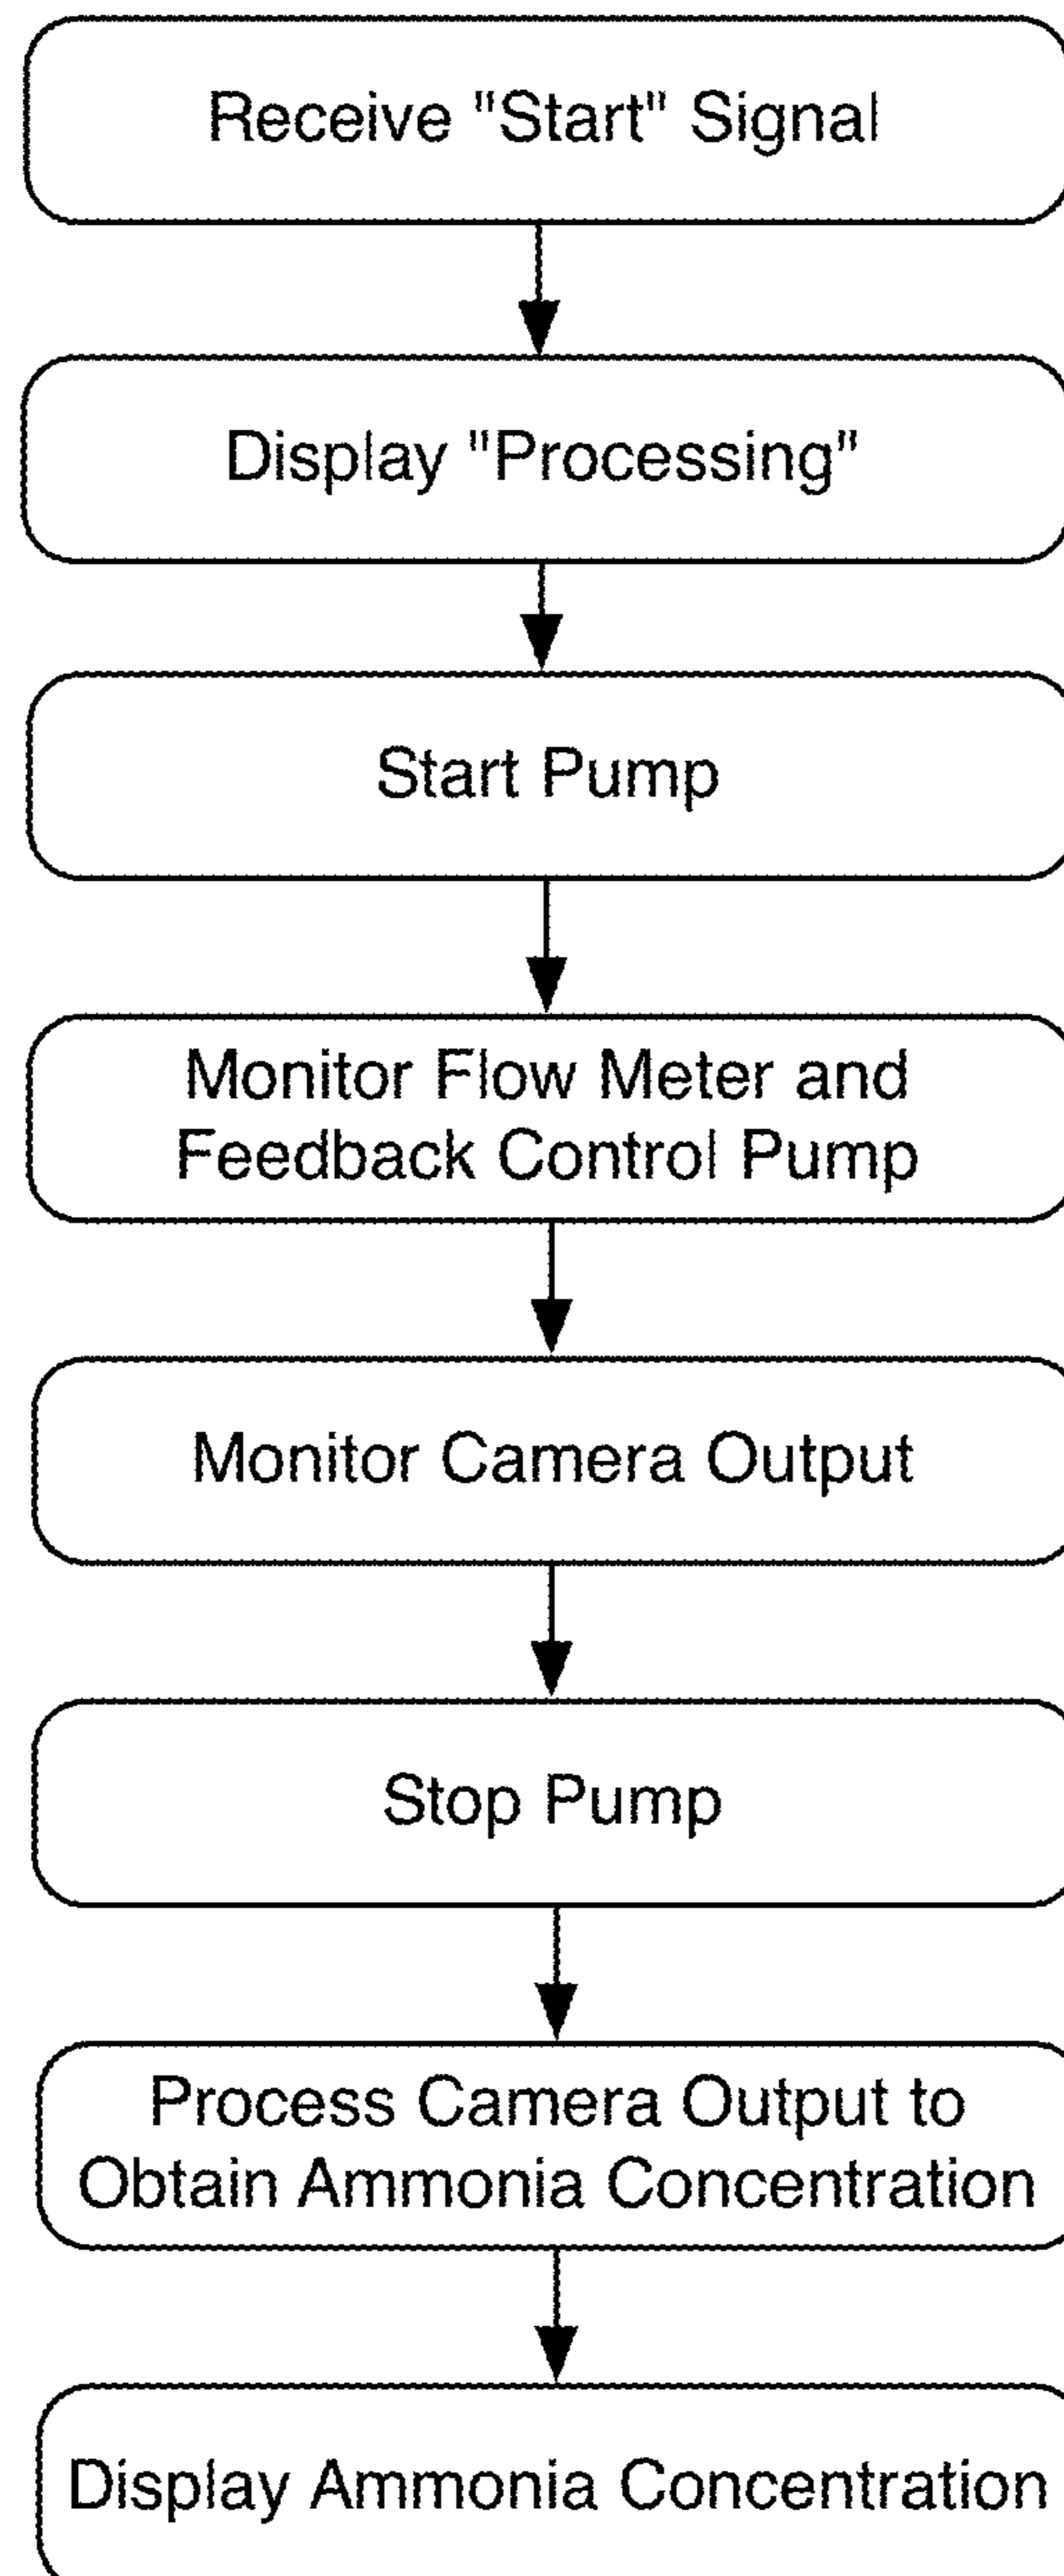 Receive "Start" Signal
Display "Processing"
Start Pump
Monitor Flow Meter and
Feedback Control Pump
Monitor Camera Output
Stop Pump
Process Camera Output to
Obtain Ammonia Concentration
Display Ammonia Concentration